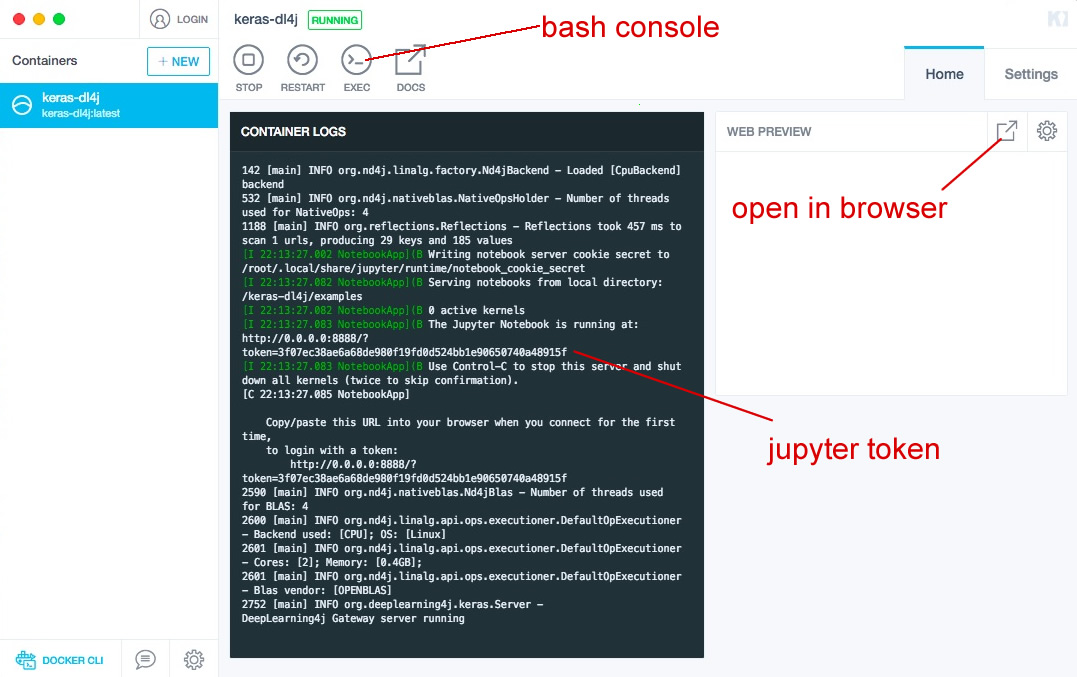 LOGIN
keras-dl4j RUNNING
bash console
Containers
+ NEW
STOP RESTART EXEC DOCS
Home Settings
keras-dl4j
keras-dl4j:latest
CONTAINER LOGS
142 [main] INFO org.nd4j.linalg.factory.Nd4jBackend – Loaded [CpuBackend]
backend
532 [main] INFO org.nd4j.nativeblas.NativeOpsHolder – Number of threads
used for NativeOps: 4
1188 [main] INFO org.reflections.Reflections – Reflections took 457 ms to
scan 1 urls, producing 29 keys and 185 values
[I 22:13:27.002 NotebookApp](B Writing notebook server cookie secret to
/root/.local/share/jupyter/runtime/notebook_cookie_secret
[I 22:13:27.082 NotebookApp](B Serving notebooks from local directory:
/keras-dl4j/examples
[I 22:13:27.082 NotebookApp](B 0 active kernels
[I 22:13:27.083 NotebookApp](B The Jupyter Notebook is running at:
http://0.0.0.0:8888/?
token=3f07ec38ae6a68de980f19fd0d524bb1e90650740a48915f
[I 22:13:27.083 NotebookApp](B Use Control-C to stop this server and shut
down all kernels (twice to skip confirmation).
[C 22:13:27.085 NotebookApp]
Copy/paste this URL into your browser when you connect for the first
time,
to login with a token:
http://0.0.0.0:8888/?
token=3f07ec38ae6a68de980f19fd0d524bb1e90650740a48915f
2590 [main] INFO org.nd4j.nativeblas.Nd4jBlas – Number of threads used
for BLAS: 4
2600 [main] INFO org.nd4j.linalg.api.ops.executioner.DefaultOpExecutioner
– Backend used: [CPU]; OS: [Linux]
2601 [main] INFO org.nd4j.linalg.api.ops.executioner.DefaultOpExecutioner
– Cores: [2]; Memory: [0.4GB];
2601 [main] INFO org.nd4j.linalg.api.ops.executioner.DefaultOpExecutioner
– Blas vendor: [OPENBLAS]
2752 [main] INFO org.deeplearning4j.keras.Server –
DeepLearning4j Gateway server running
WEB PREVIEW
open in browser
jupyter token
DOCKER CLI